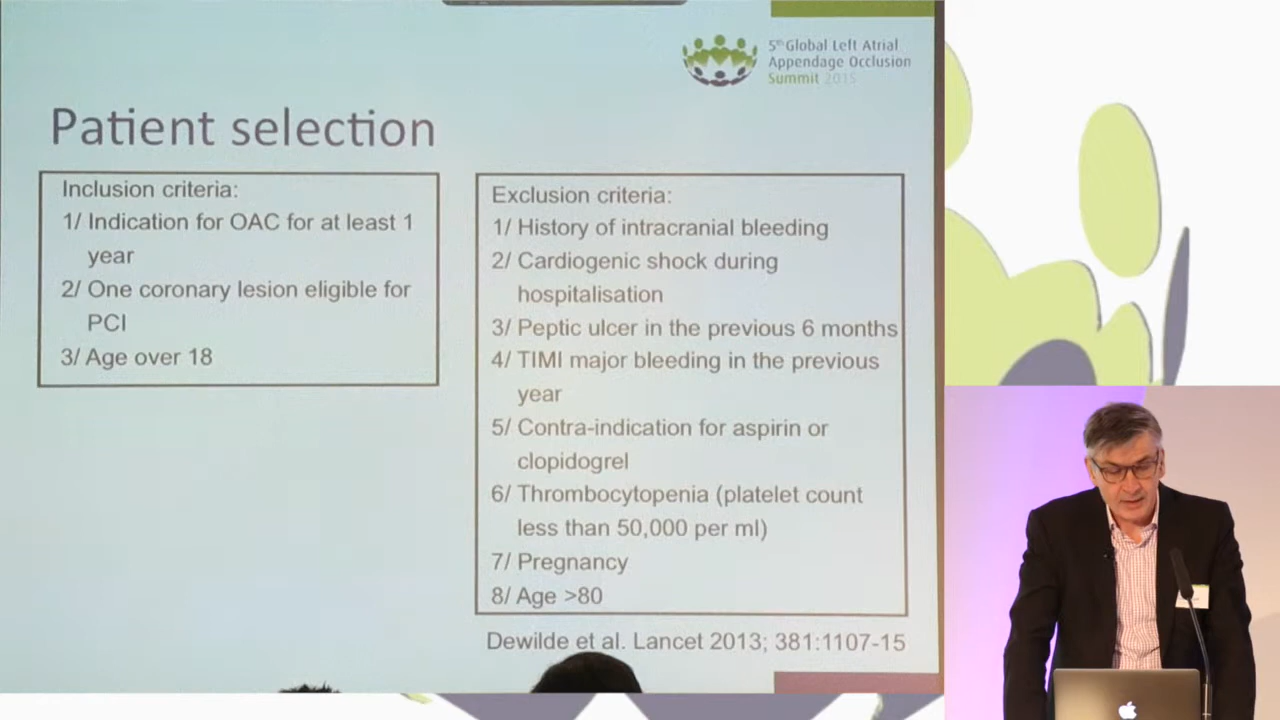 5th Global Left Atrial
Appendage Occlusion
Summit 2015
Patient selection
Inclusion criteria:
1/ Indication for OAC for at least 1
year
2/ One coronary lesion eligible for
PCI
3/ Age over 18
Exclusion criteria:
1/ History of intracranial bleeding
2/ Cardiogenic shock during
hospitalisation
3/ Peptic ulcer in the previous 6 months
4/ TIMI major bleeding in the previous
year
5/ Contra-indication for aspirin or
clopidogrel
6/ Thrombocytopenia (platelet count
less than 50,000 per ml)
7/ Pregnancy
8/ Age >80
Dewilde et al. Lancet 2013; 381:1107-15